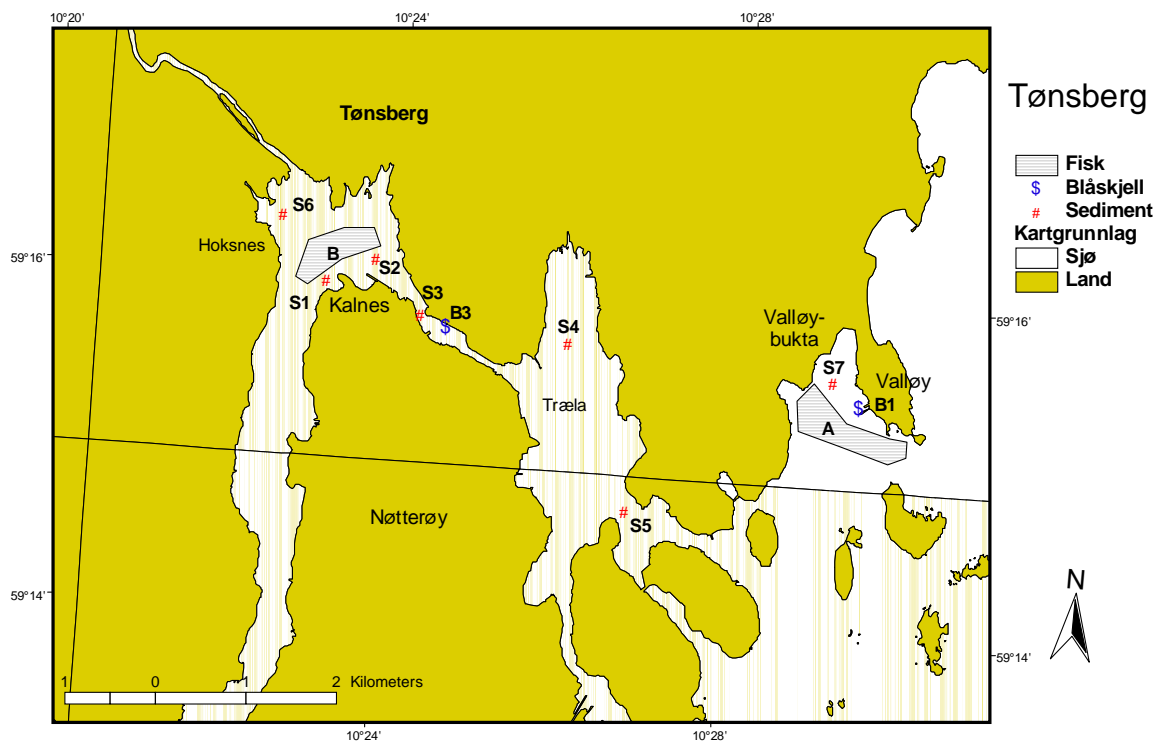 10°20'
10°24'
10°28'
Tønsberg
Tønsberg
Fisk
$ Blåskjell
# Sediment
Kartgrunnlag
Sjø
Land
S6
#
Hoksnes
B
59°16'
S2
#
S1
#
Kalnes
S3
#
B3
$
S4
#
Valløy-
bukta
59°16'
S7
#
Valløy
B1
$
Træla
A
Nøtterøy
S5
#
59°14'
N
59°14'
1 0 1 2 Kilometers
10°24'
10°28'